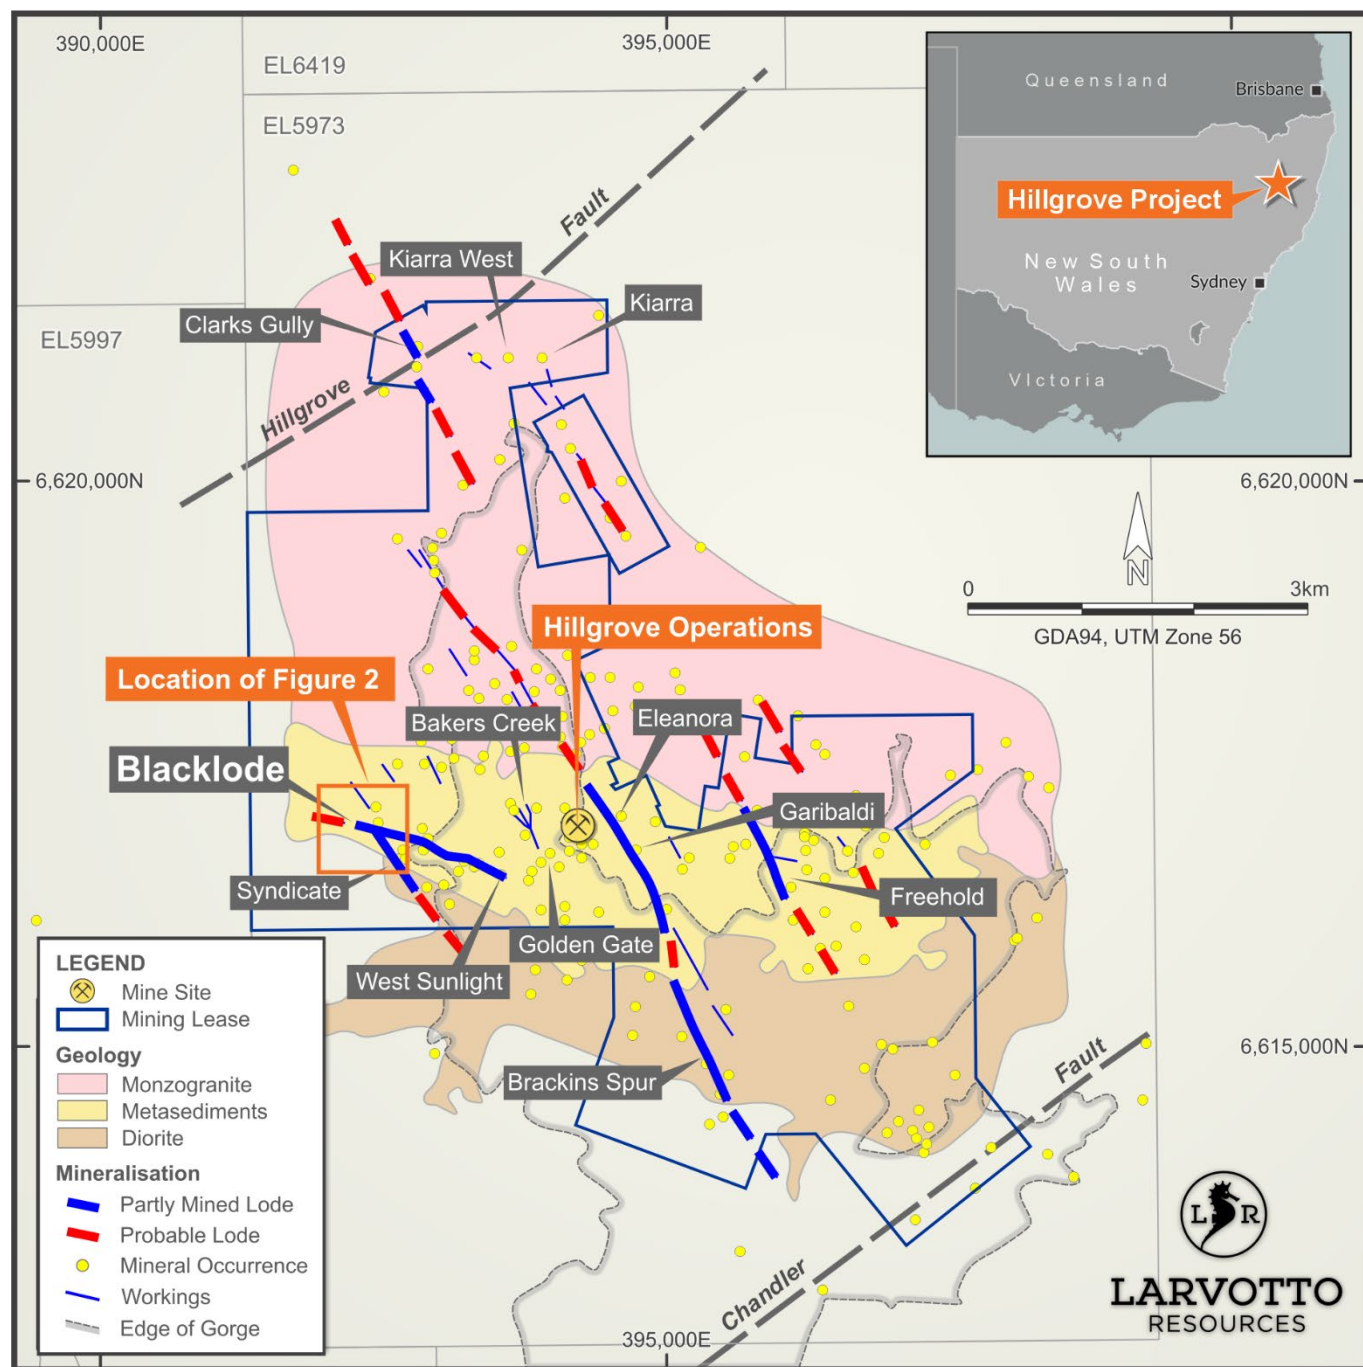 390,000E
395,000E
EL6419
EL5973
EL5997
Queensland
Brisbane
Hillgrove Project
New South
Wales
Sydney
VIctoria
Fault
Kiarra West
Kiarra
Clarks Gully
Hillgrove
6,620,000N
6,620,000N
N
0
3km
GDA94, UTM Zone 56
Hillgrove Operations
Location of Figure 2
Bakers Creek
Eleanora
Blacklode
Garibaldi
Syndicate
Freehold
Golden Gate
West Sunlight
Brackins Spur
6,615,000N
Fault
Chandler
395,000E
LEGEND
Mine Site
Mining Lease
Geology
Monzogranite
Metasediments
Diorite
Mineralisation
Partly Mined Lode
Probable Lode
Mineral Occurrence
Workings
Edge of Gorge
L R
LARVOTTO
RESOURCES